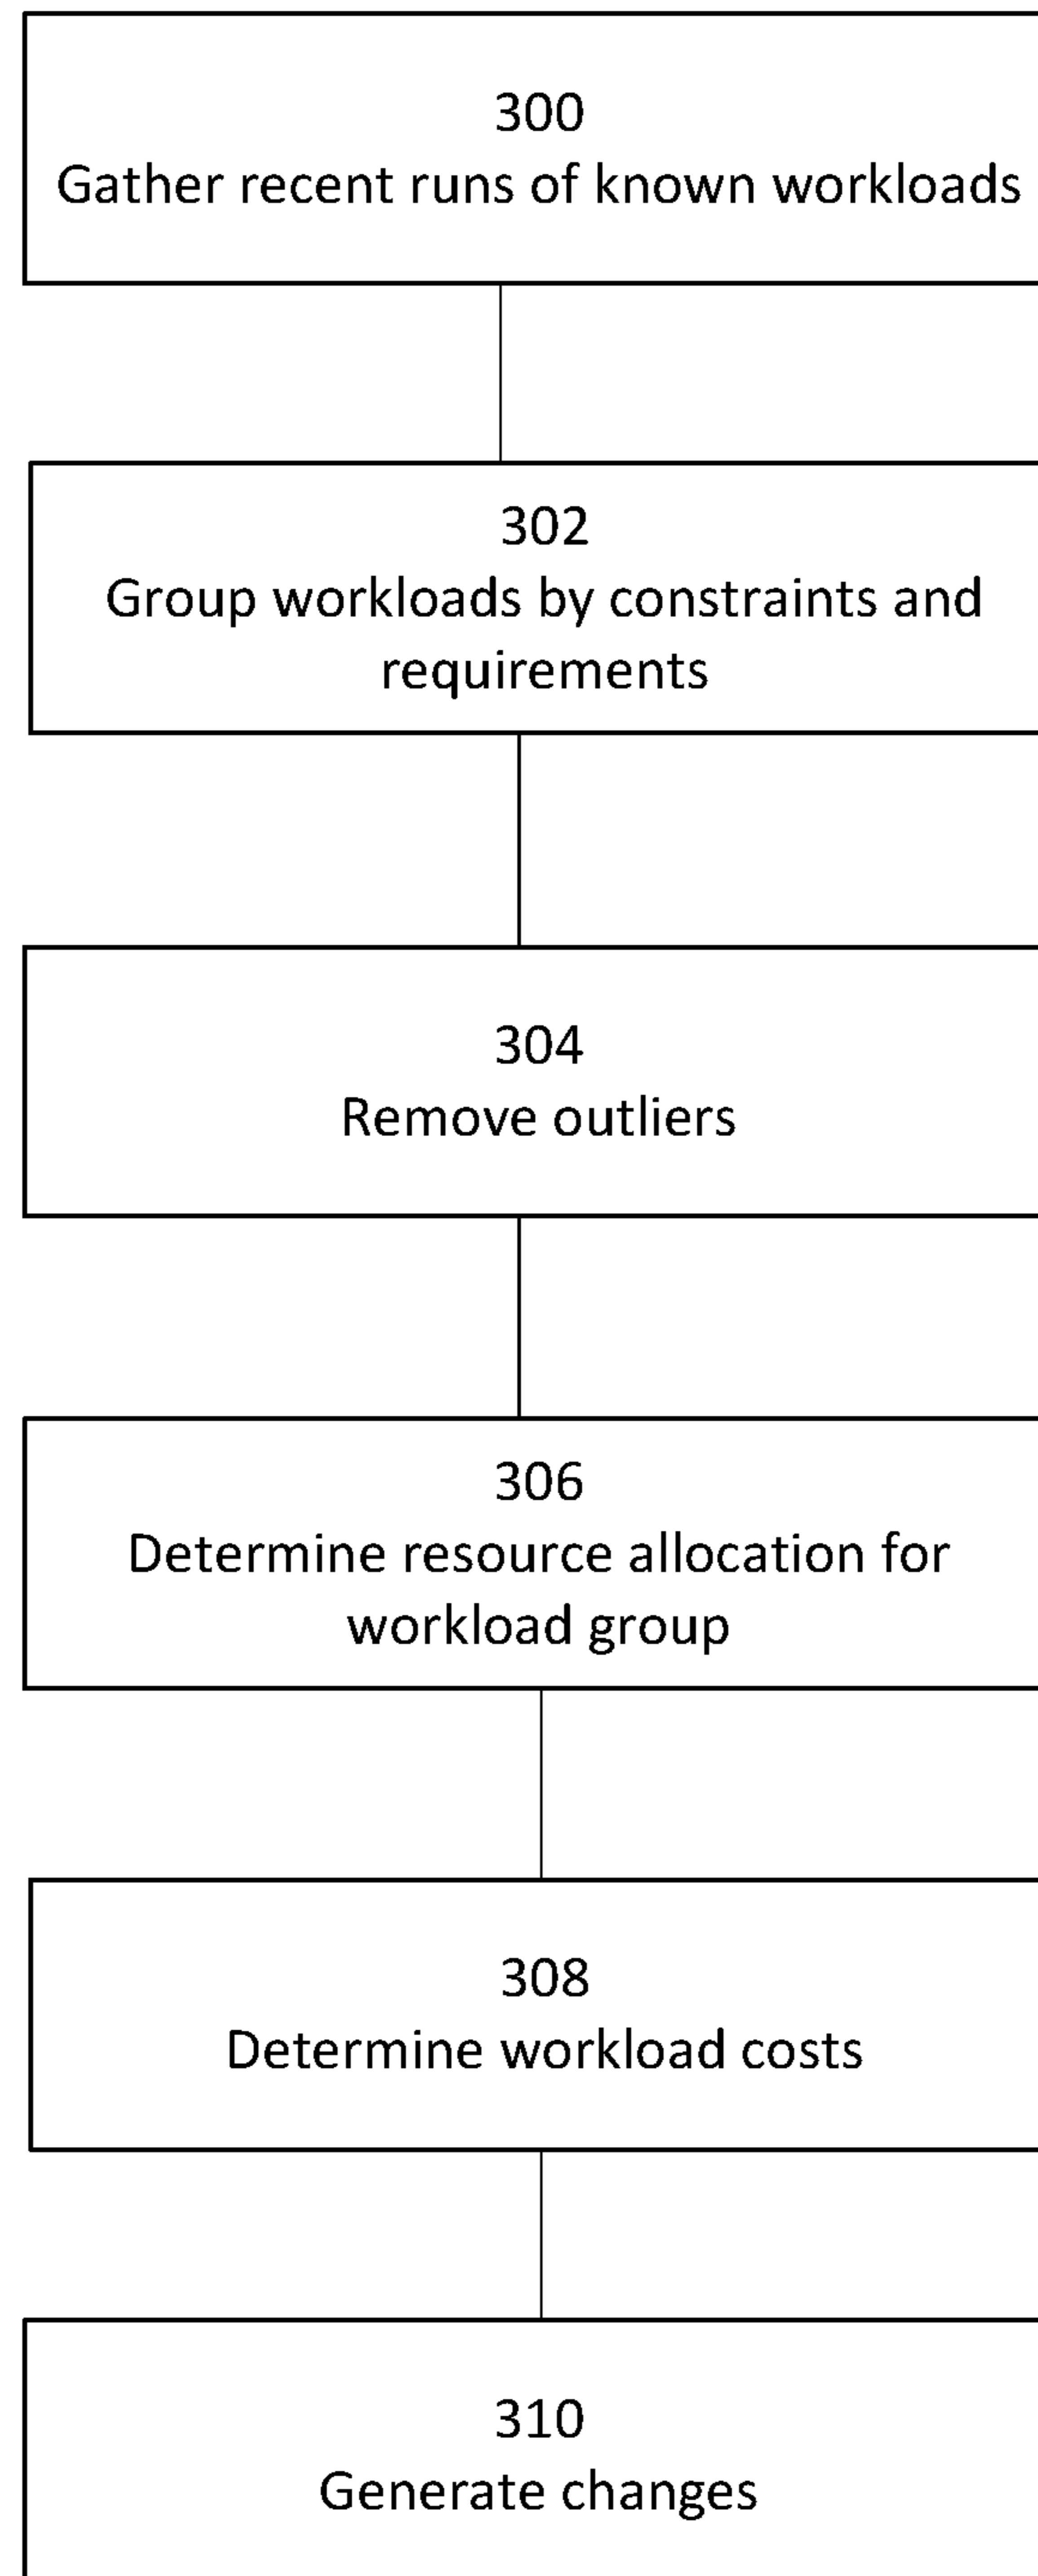 300
Gather recent runs of known workloads
302
Group workloads by constraints and
requirements
304
Remove outliers
306
Determine resource allocation for
workload group
308
Determine workload costs
310
Generate changes